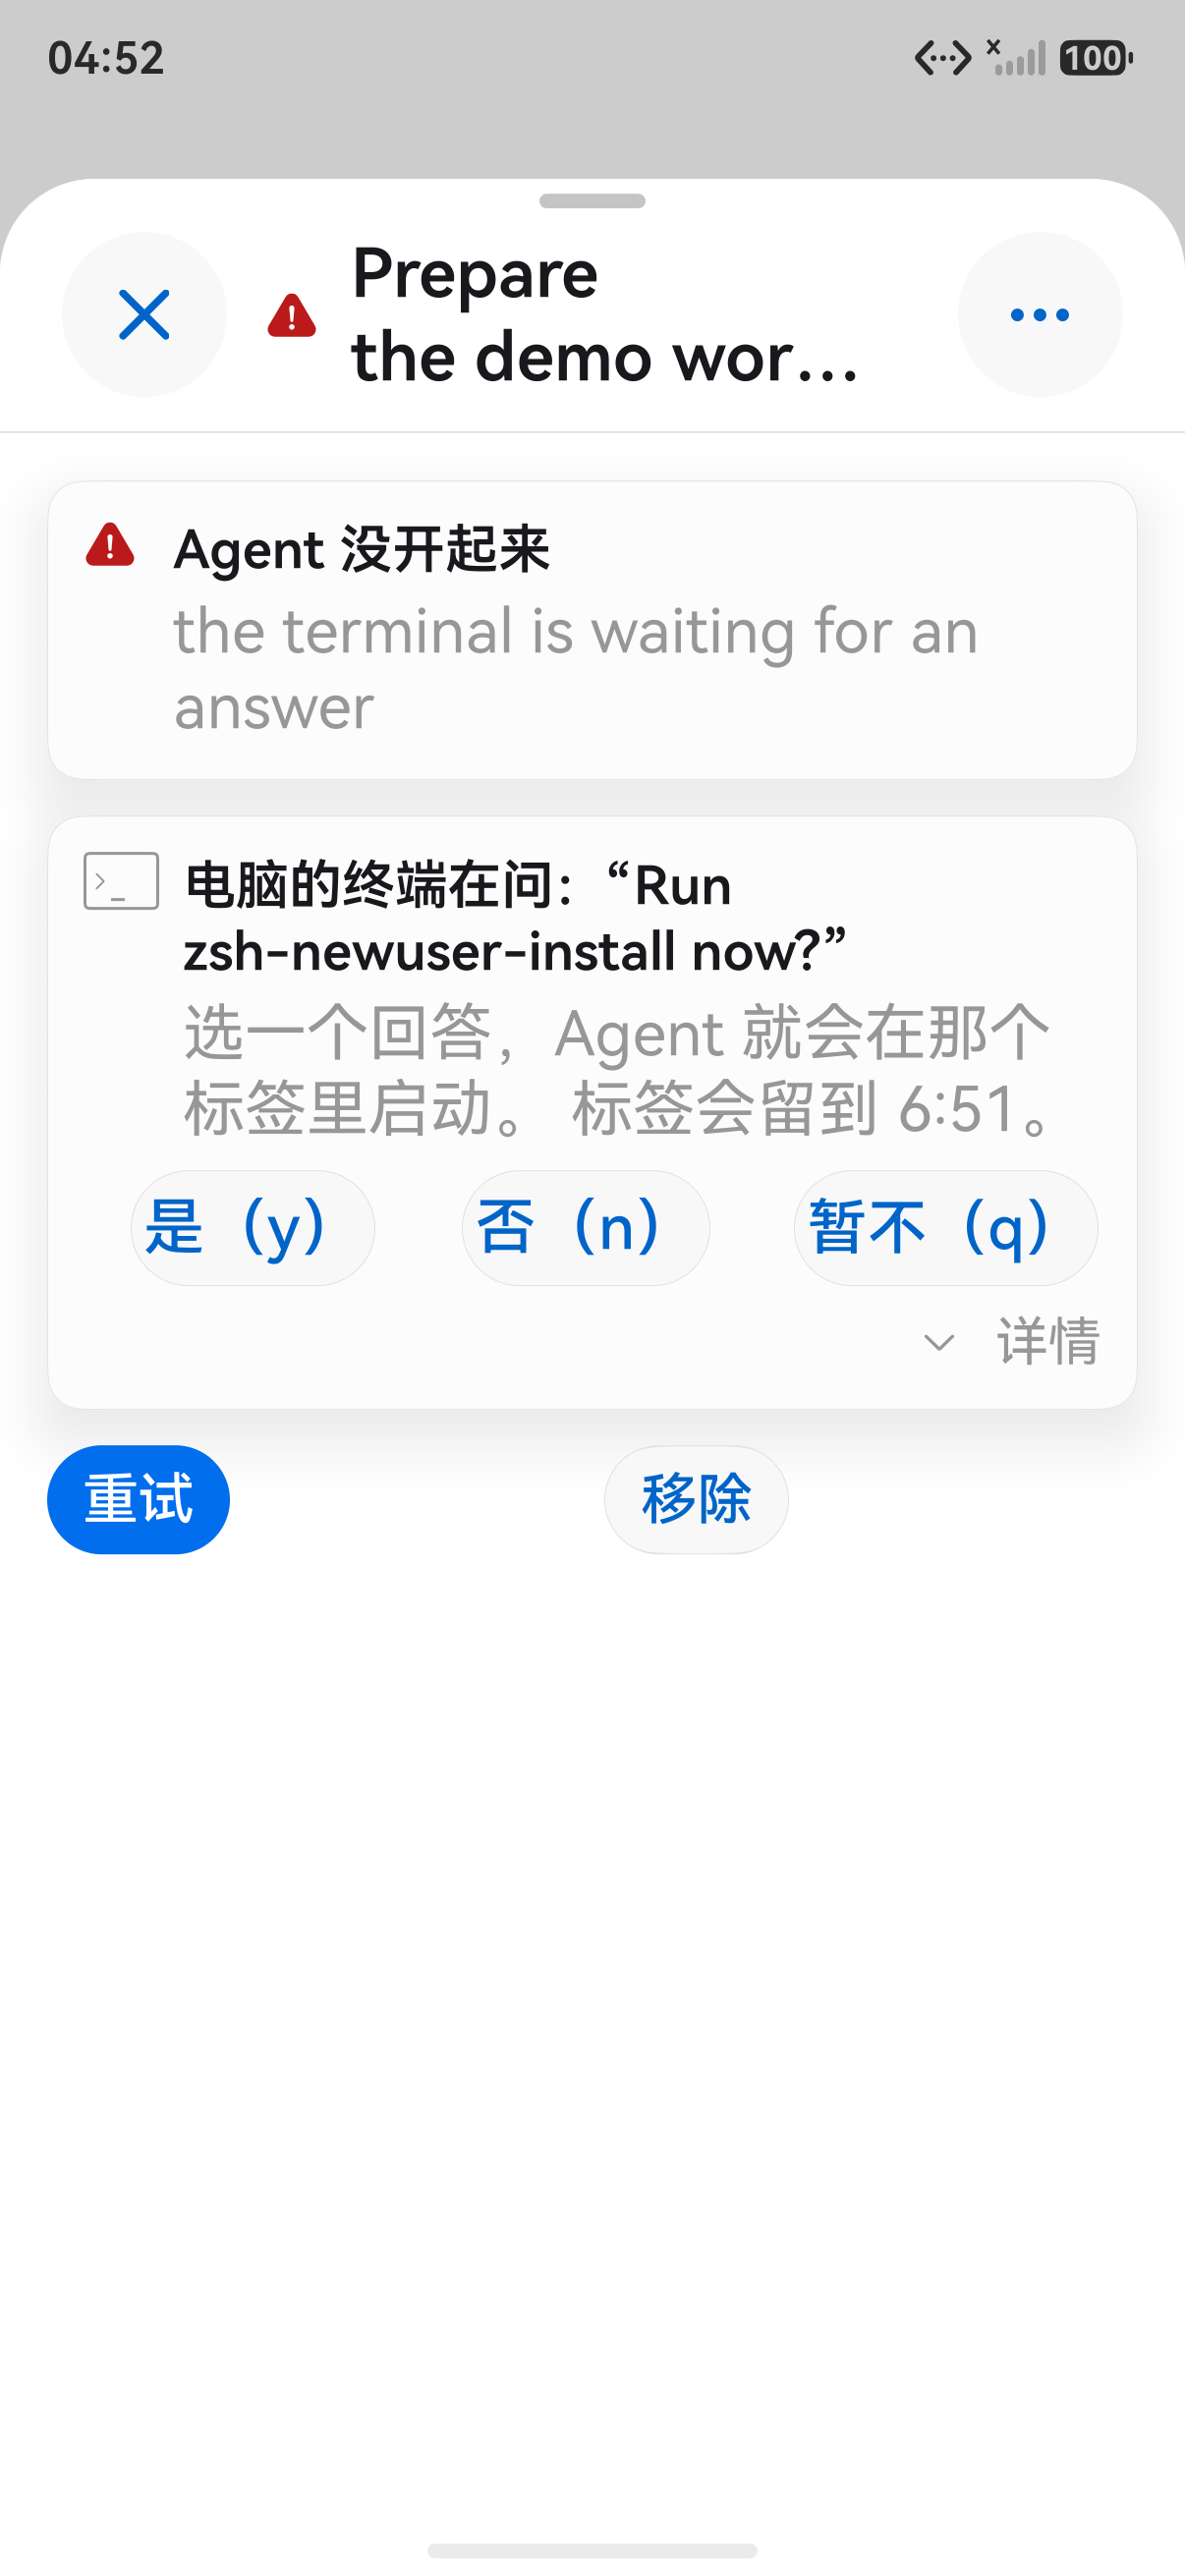 04:52
100
Prepare
the demo wor...
Agent 没开起来
the terminal is waiting for an
answer
电脑的终端在问：“Run
zsh-newuser-install now?”
选一个回答，Agent 就会在那个
标签里启动。 标签会留到 6:51。
是（y） 否（n） 暂不（q）
详情
重试 移除